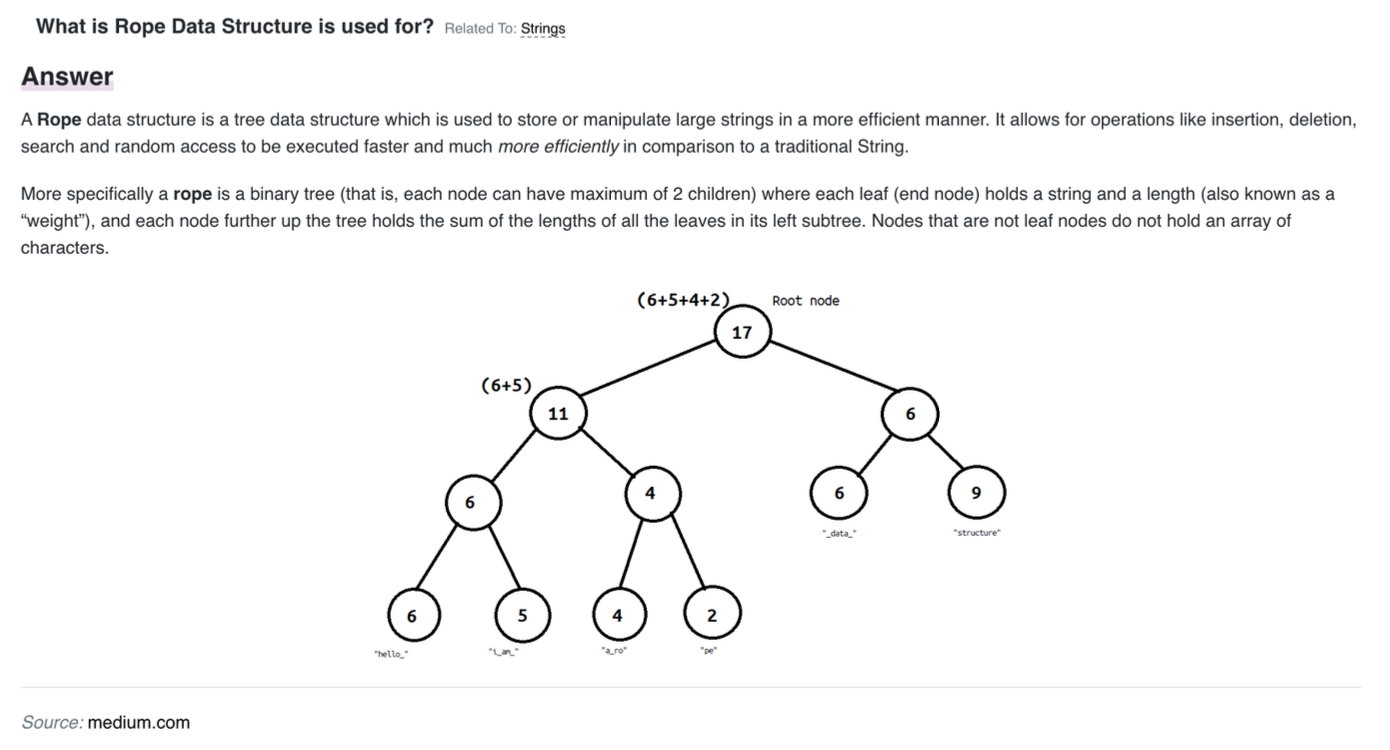 What is Rope Data Structure is used for? Related To: Strings
Answer
A Rope data structure is a tree data structure which is used to store or manipulate large strings in a more efficient manner. It allows for operations like insertion, deletion,
search and random access to be executed faster and much more efficiently in comparison to a traditional String.
More specifically a rope is a binary tree (that is, each node can have maximum of 2 children) where each leaf (end node) holds a string and a length (also known as a
“weight”), and each node further up the tree holds the sum of the lengths of all the leaves in its left subtree. Nodes that are not leaf nodes do not hold an array of
characters.
(6+5+4+2) Root node
17
(6+5)
11 6
6 4 6 9
"_data_" "structure"
6 5 4 2
"hello_" "i_am_" "a_ro" "pe"
Source: medium.com